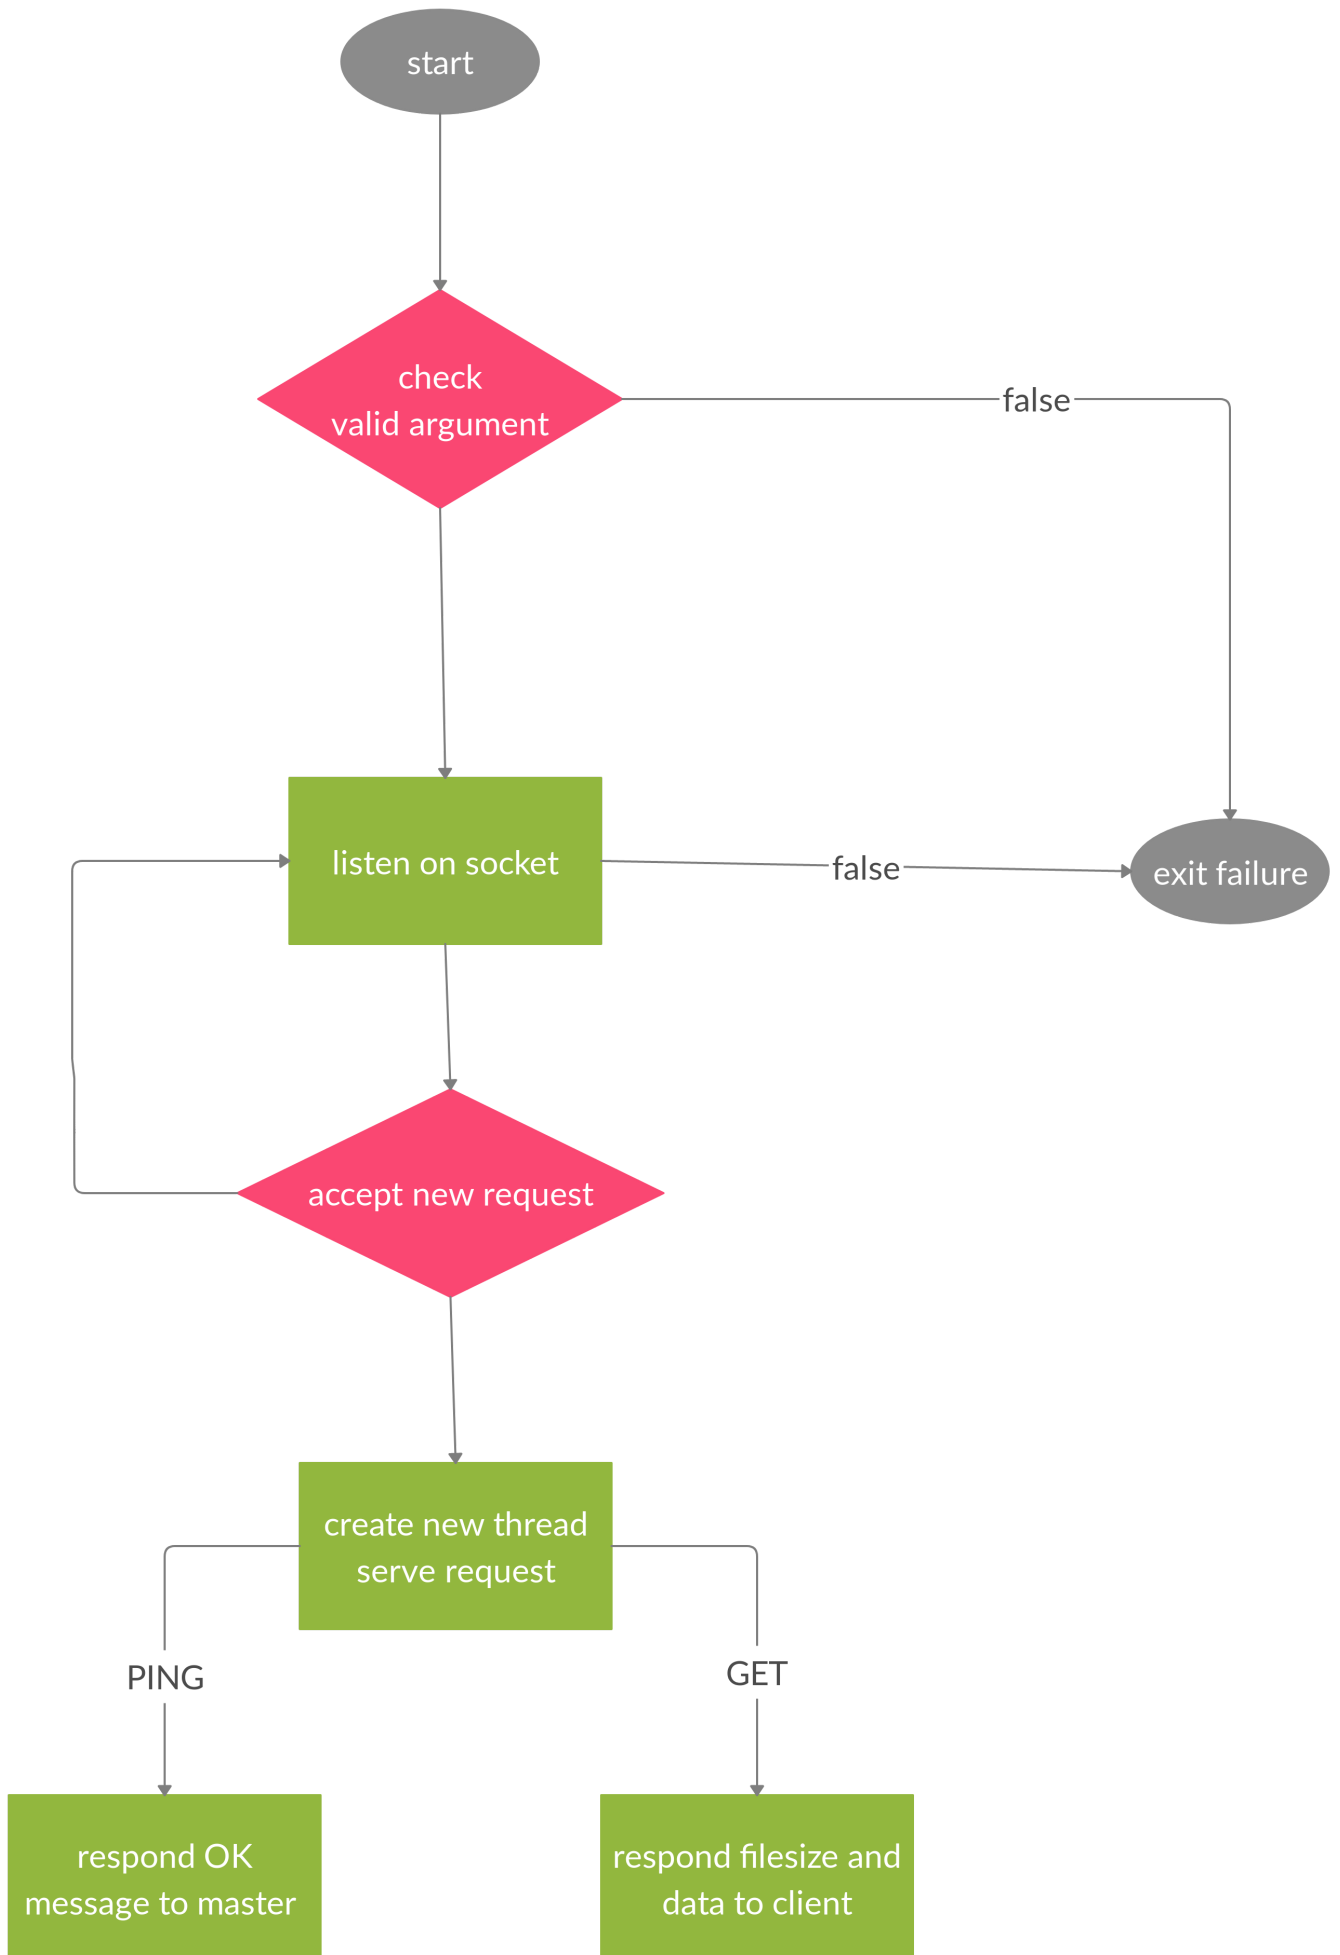 start
check
valid argument
false
listen on socket
false
exit failure
accept new request
create new thread
serve request
PING
GET
respond OK
message to master
respond filesize and
data to client